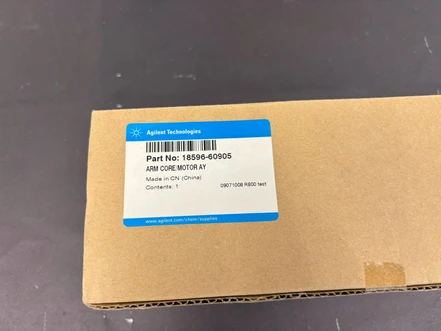 Agilent Technologies
Part No: 18596-60905
ARM CORE/MOTOR AY
Made in CN (China)
Contents: 1
09071008 R800 test
www.agilent.com/chem/supplies